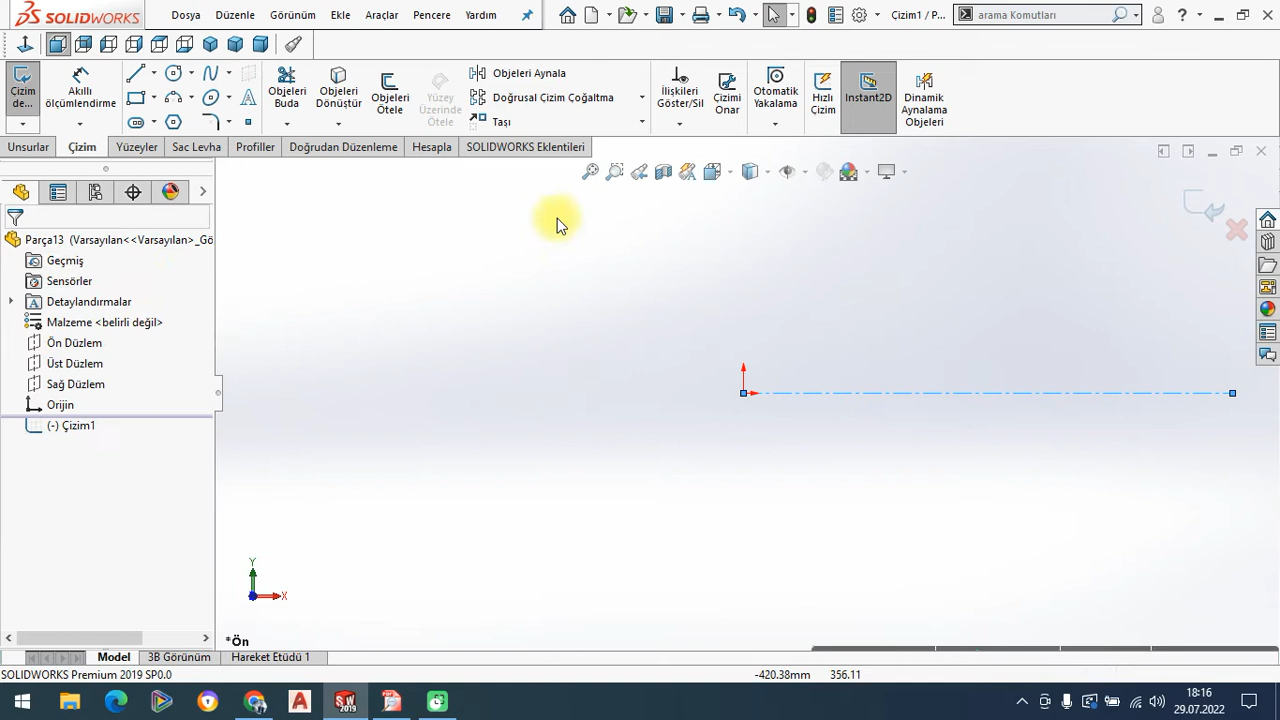 SOLIDWORKS Dosya Düzenle Görünüm Ekle Araçlar Pencere Yardım Çizim1 / P... arama Komutları
Çizim de... Akıllı ölçümlendirme Objeleri Buda Objeleri Dönüştür Objeleri Ötele Yüzey Üzerinde Ötele Objeleri Aynala İlişkileri Göster/Sil Çizimi Onar Otomatik Yakalama Hızlı Çizim Instant2D Dinamik Aynalama Objeleri
Doğrusal Çizim Çoğaltma
Taşı
Unsurlar Çizim Yüzeyler Sac Levha Profiller Doğrudan Düzenleme Hesapla SOLIDWORKS Eklentileri
Parça13 (Varsayılan<<Varsayılan>_Gö
Geçmiş
Sensörler
Detaylandırmalar
Malzeme <belirli değil>
Ön Düzlem
Üst Düzlem
Sağ Düzlem
Orijin
(-) Çizim1
Y
X
*Ön
Model 3B Görünüm Hareket Etüdü 1
SOLIDWORKS Premium 2019 SP0.0 -420.38mm 356.11
18:16
29.07.2022